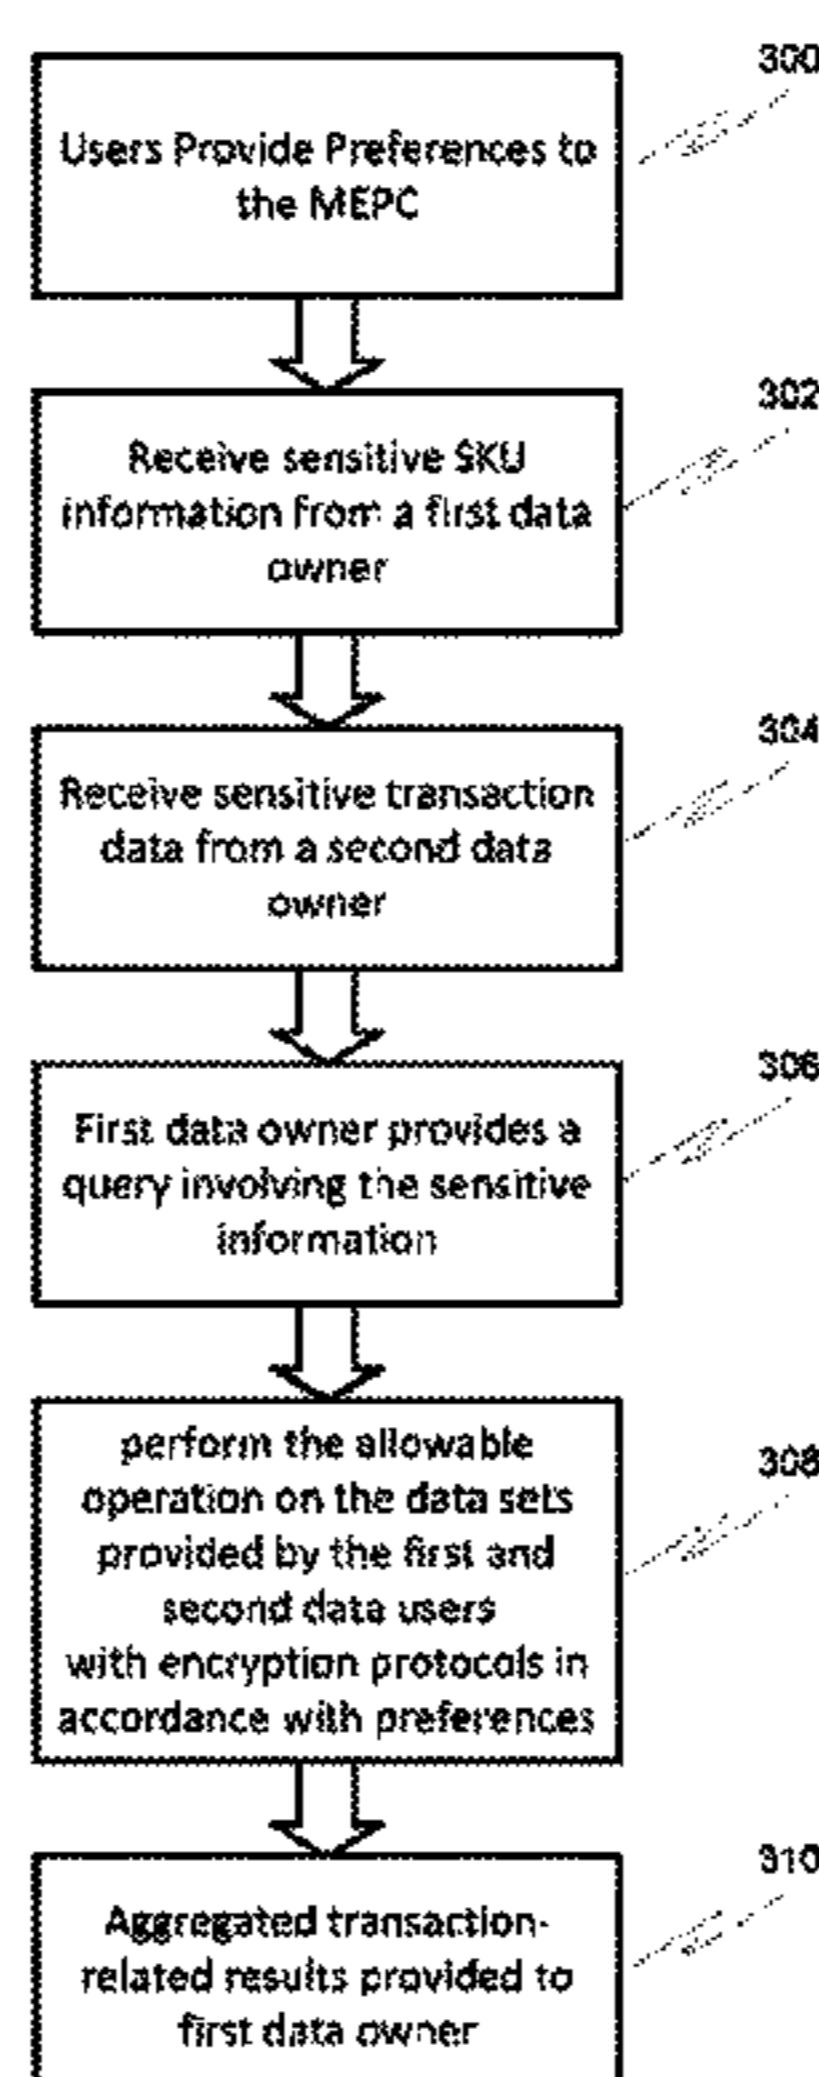 300
Users Provide Preferences to
the MEPC
302
Receive sensitive SKU
information from a first data
owner
304
Receive sensitive transaction
data from a second data
owner
306
First data owner provides a
query involving the sensitive
information
308
perform the allowable
operation on the data sets
provided by the first and
second data users
with encryption protocols in
accordance with preferences
310
Aggregated transaction-
related results provided to
first data owner